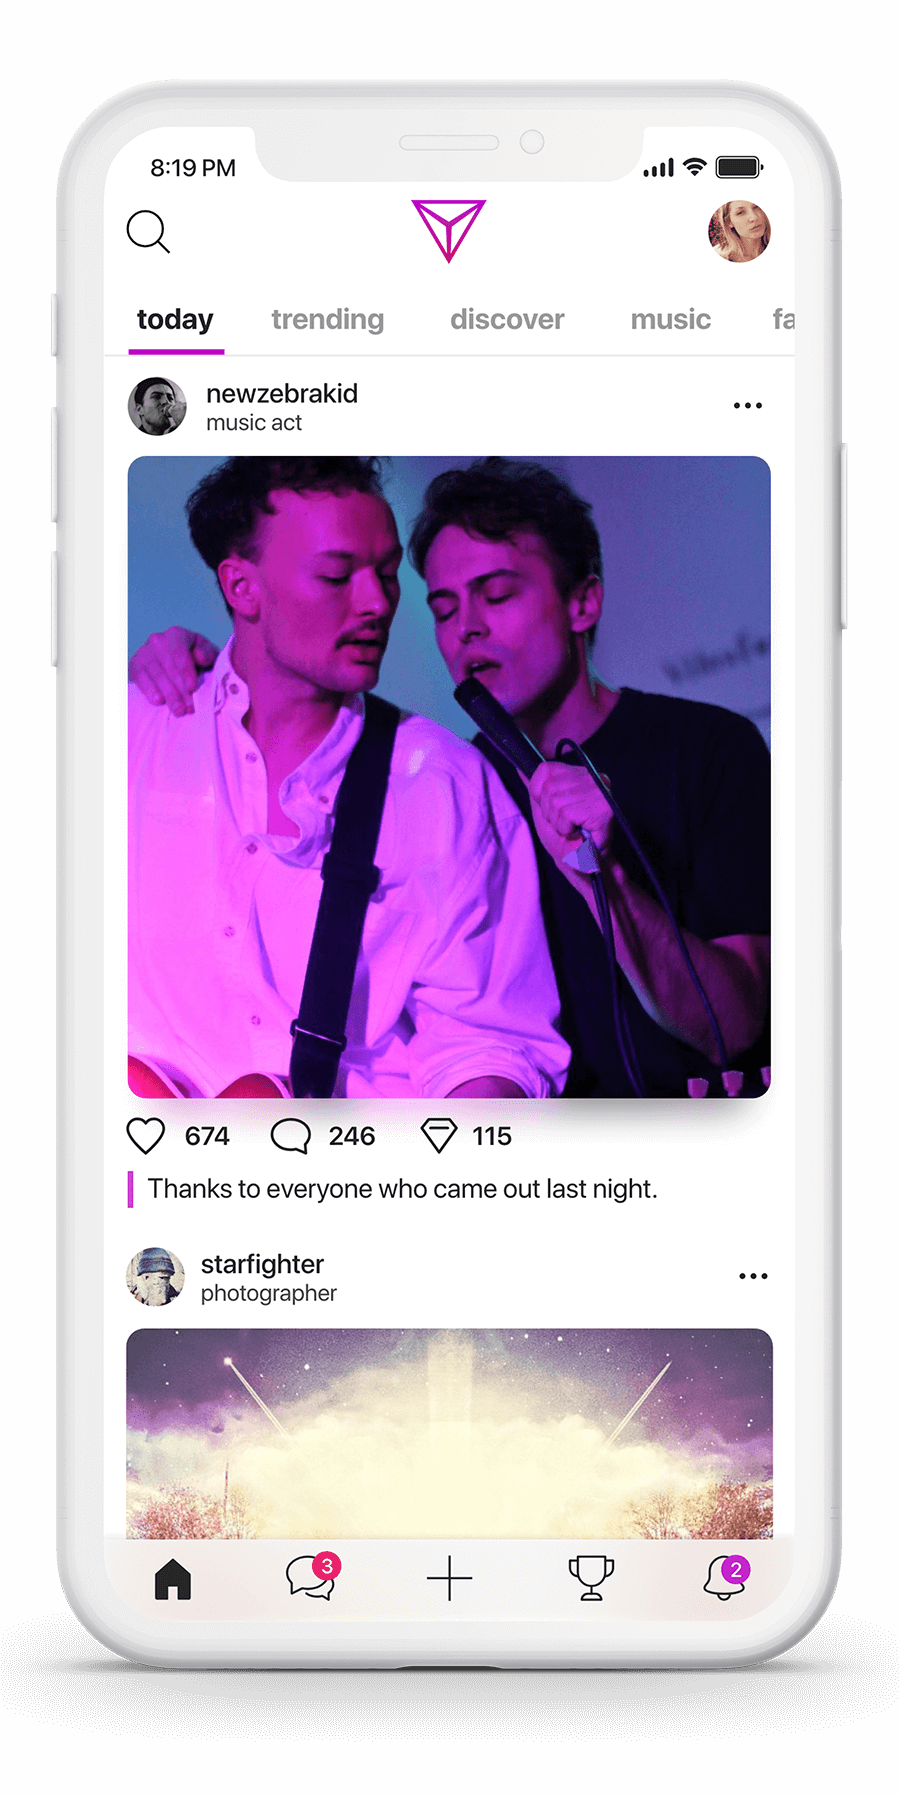 8:19 PM
today trending discover music fa
newzebrakid
music act
674 246 115
Thanks to everyone who came out last night.
starfighter
photographer
3 2